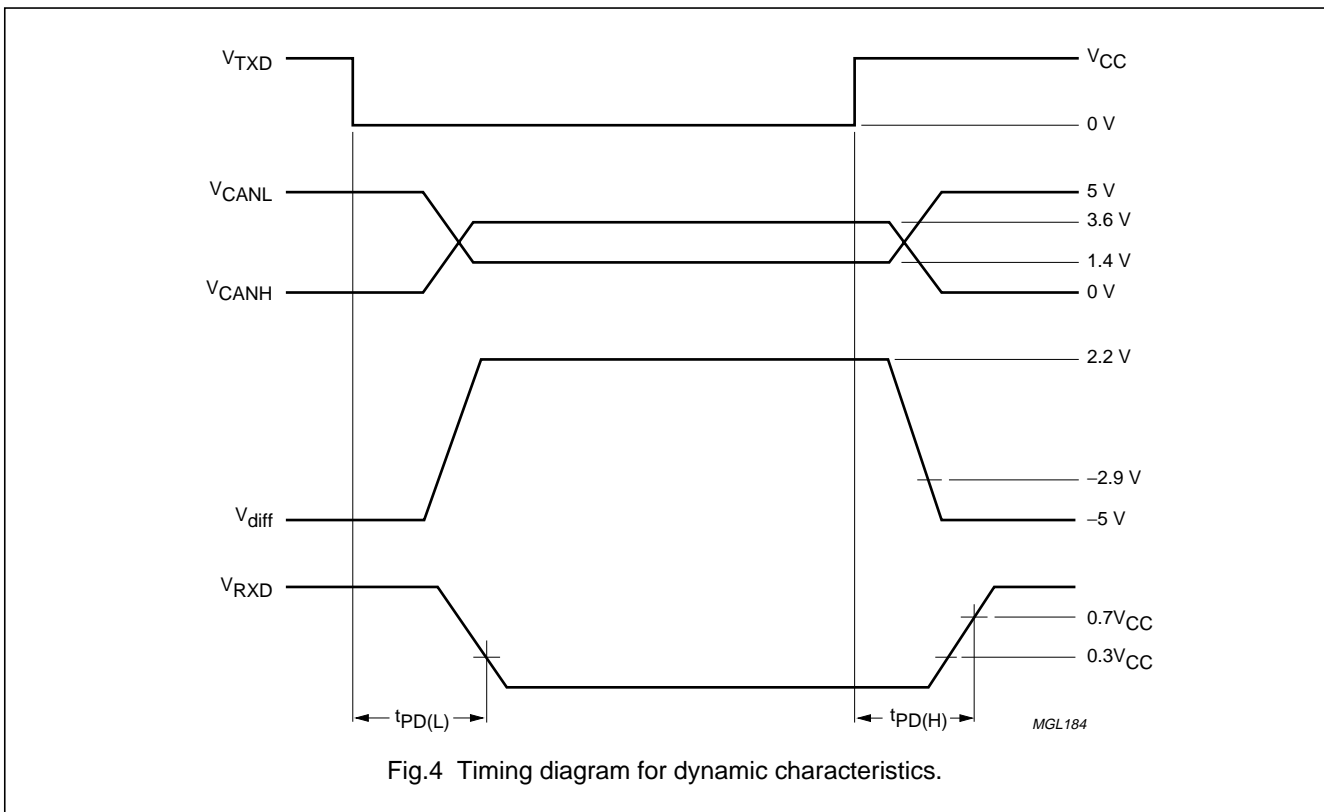 VTXD
VCC
0 V
VCANL
5 V
3.6 V
1.4 V
VCANH
0 V
2.2 V
−2.9 V
Vdiff
−5 V
VRXD
0.7VCC
0.3VCC
tPD(L)
tPD(H)
MGL184
Fig.4 Timing diagram for dynamic characteristics.